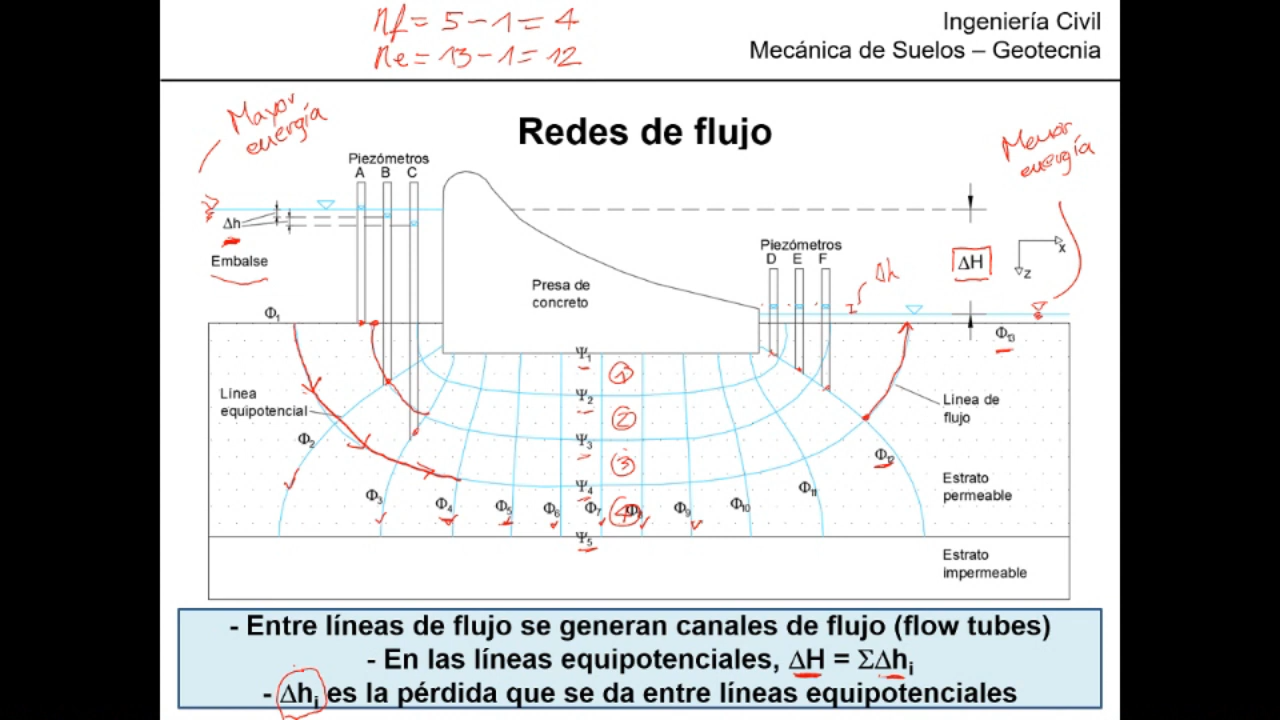 nf = 5 - 1 = 4
ne = 13 - 1 = 12
Ingeniería Civil
Mecánica de Suelos – Geotecnia
Mayor
energía
Redes de flujo
Menor
energía
Piezómetros
A B C
Δh
Embalse
Presa de
concreto
Piezómetros
D E F
Δh
ΔH
x
z
Φ1
Φ13
Ψ1
1
Línea
equipotencial
Ψ2
2
Línea de
flujo
Φ2
Ψ3
3
Φ12
Estrato
permeable
Ψ4
4
Φ3 Φ4 Φ5 Φ6 Φ7 Φ8 Φ9 Φ10 Φ11
Ψ5
Estrato
impermeable
- Entre líneas de flujo se generan canales de flujo (flow tubes)
- En las líneas equipotenciales, ΔH = ΣΔhi
- Δhi es la pérdida que se da entre líneas equipotenciales